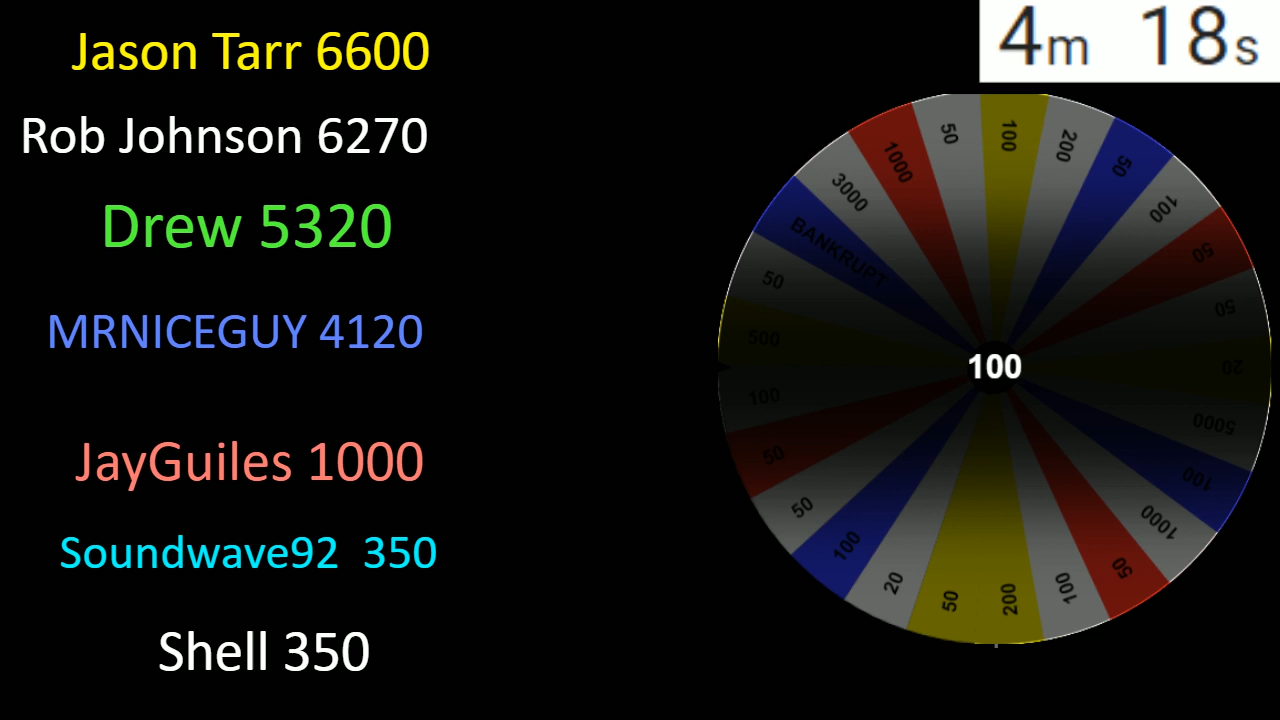 Jason Tarr 6600
Rob Johnson 6270
Drew 5320
MRNICEGUY 4120
JayGuiles 1000
Soundwave92 350
Shell 350
4m 18s
100
200
50
100
50
50
20
5000
100
1000
50
100
200
50
20
100
50
50
100
500
50
BANKRUPT
3000
1000
50
100